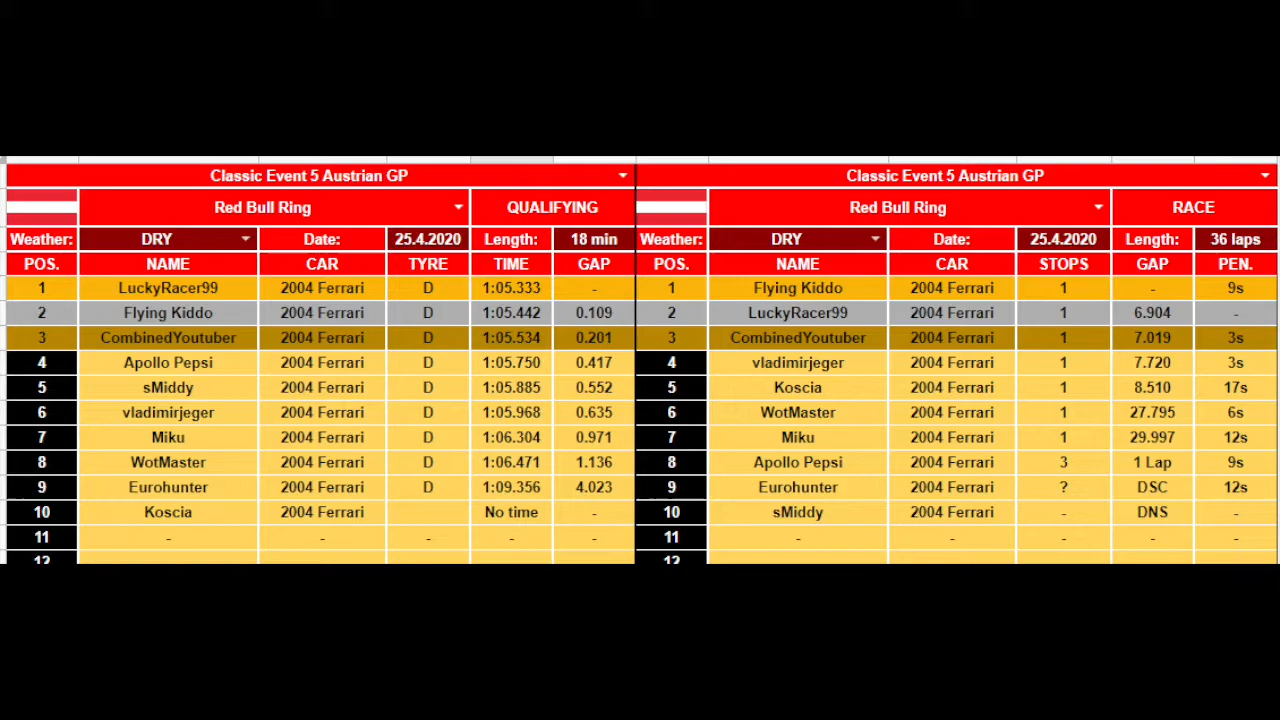 Classic Event 5 Austrian GP Classic Event 5 Austrian GP
Red Bull Ring QUALIFYING Red Bull Ring RACE
Weather: DRY Date: 25.4.2020 Length: 18 min Weather: DRY Date: 25.4.2020 Length: 36 laps
POS. NAME CAR TYRE TIME GAP POS. NAME CAR STOPS GAP PEN.
1 LuckyRacer99 2004 Ferrari D 1:05.333 - 1 Flying Kiddo 2004 Ferrari 1 - 9s
2 Flying Kiddo 2004 Ferrari D 1:05.442 0.109 2 LuckyRacer99 2004 Ferrari 1 6.904 -
3 CombinedYoutuber 2004 Ferrari D 1:05.534 0.201 3 CombinedYoutuber 2004 Ferrari 1 7.019 3s
4 Apollo Pepsi 2004 Ferrari D 1:05.750 0.417 4 vladimirjeger 2004 Ferrari 1 7.720 3s
5 sMiddy 2004 Ferrari D 1:05.885 0.552 5 Koscia 2004 Ferrari 1 8.510 17s
6 vladimirjeger 2004 Ferrari D 1:05.968 0.635 6 WotMaster 2004 Ferrari 1 27.795 6s
7 Miku 2004 Ferrari D 1:06.304 0.971 7 Miku 2004 Ferrari 1 29.997 12s
8 WotMaster 2004 Ferrari D 1:06.471 1.136 8 Apollo Pepsi 2004 Ferrari 3 1 Lap 9s
9 Eurohunter 2004 Ferrari D 1:09.356 4.023 9 Eurohunter 2004 Ferrari ? DSC 12s
10 Koscia 2004 Ferrari No time - 10 sMiddy 2004 Ferrari - DNS -
11 - - - - - 11 - - - - -
12 12